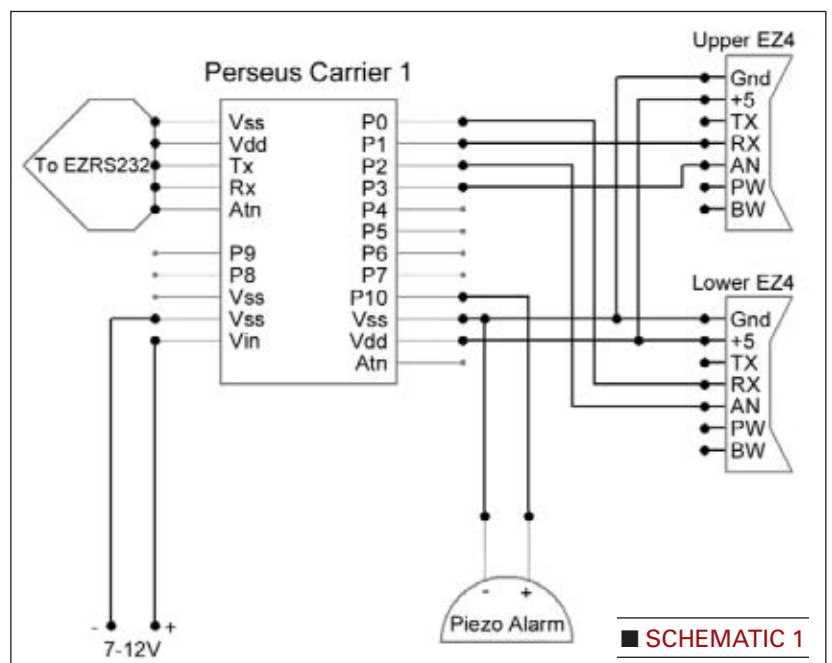 Upper EZ4
Gnd
+5
TX
RX
AN
PW
BW
Perseus Carrier 1
To EZRS232
Vss
Vdd
Tx
Rx
Atn
P9
P8
Vss
Vss
Vin
P0
P1
P2
P3
P4
P5
P6
P7
P10
Vss
Vdd
Atn
Lower EZ4
Gnd
+5
TX
RX
AN
PW
BW
- +
7-12V
- +
Piezo Alarm
■ SCHEMATIC 1